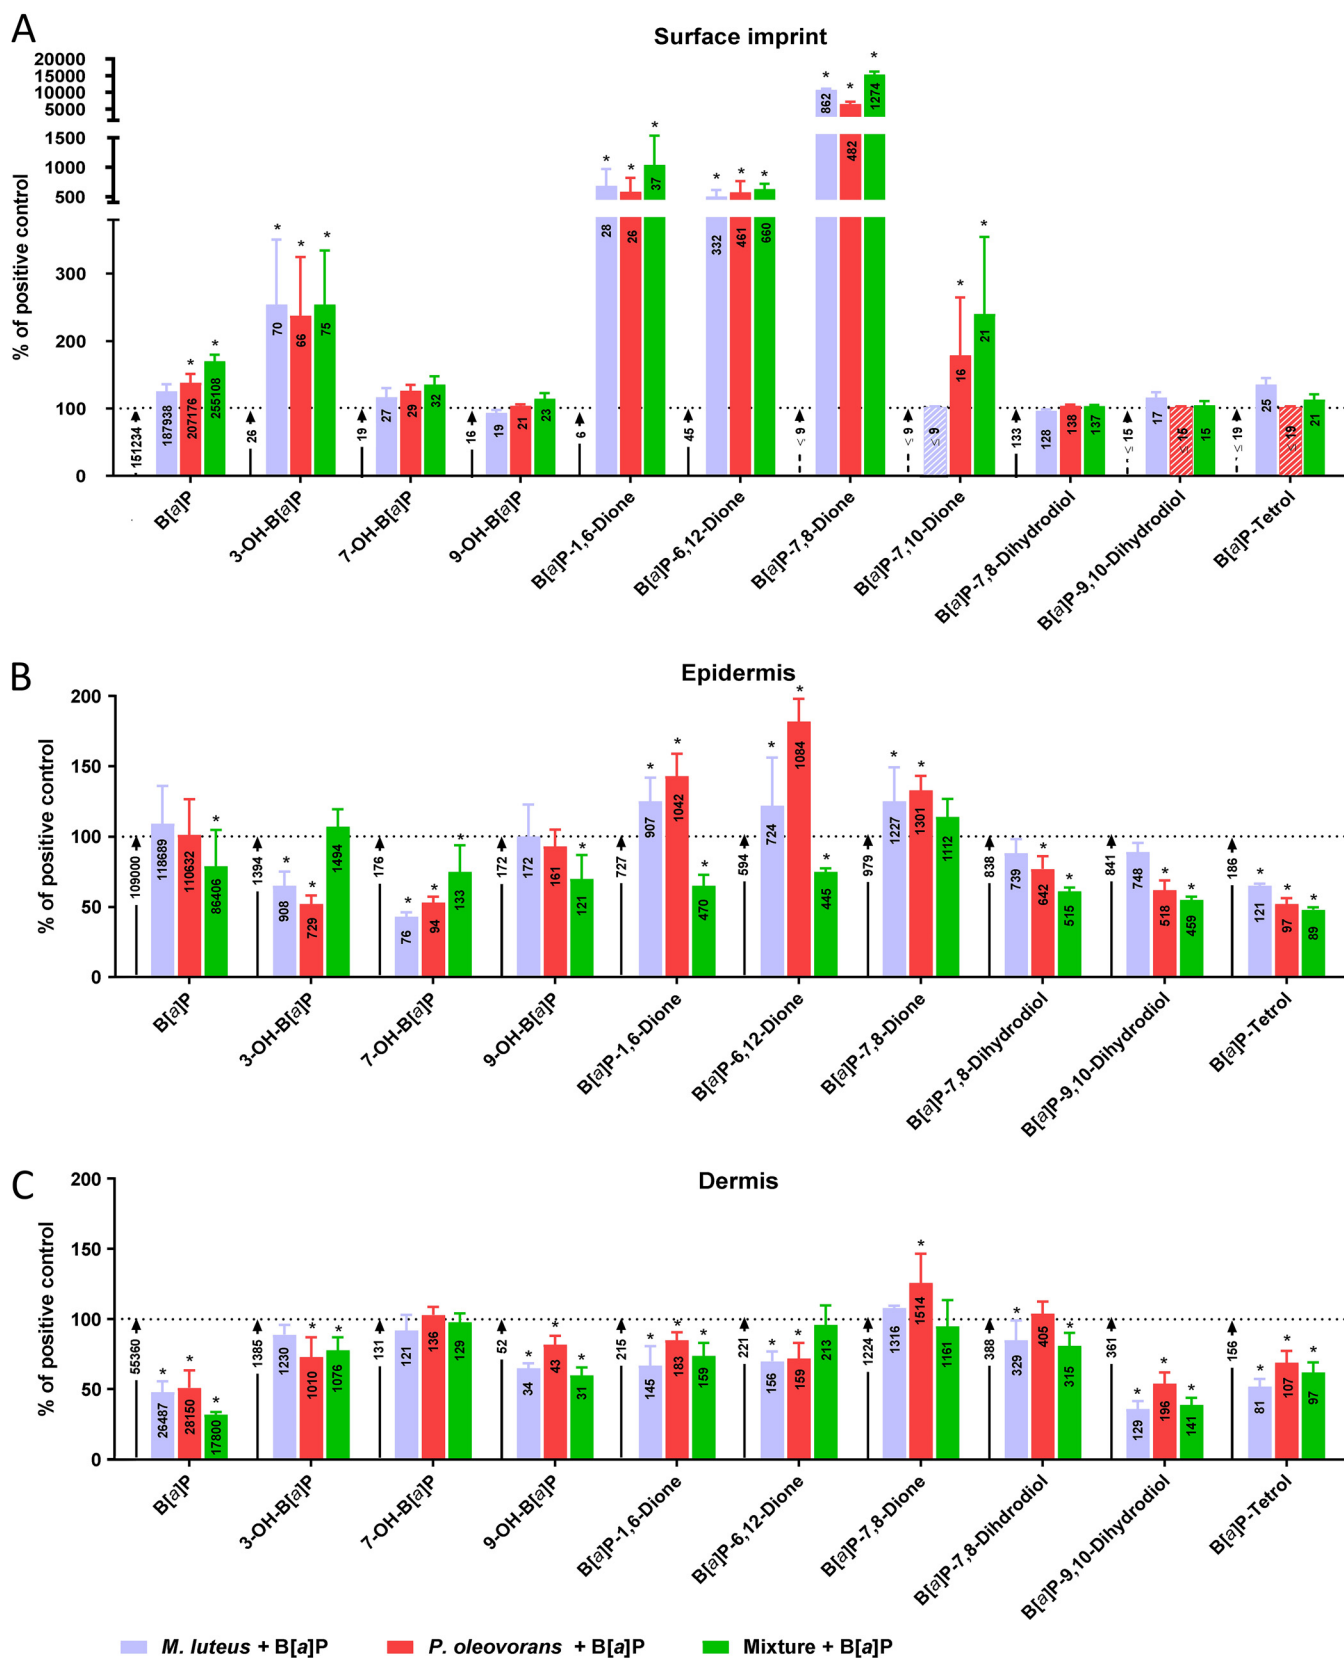 A
Surface imprint
% of positive control
20000
15000
10000
5000
1500
1000
500
300
200
100
0
151234 187938 207176 255108
26 70 66 75
19 27 29 32
16 19 21 23
6 28 26 37
45 332 461 660
≤ 9 862 482 1274
≤ 9 ≤ 9 16 21
133 128 138 137
≤ 15 17 ≤ 15 15
≤ 19 25 ≤ 19 21
* * * * * * * * * * * * * * * *
B[a]P
3-OH-B[a]P
7-OH-B[a]P
9-OH-B[a]P
B[a]P-1,6-Dione
B[a]P-6,12-Dione
B[a]P-7,8-Dione
B[a]P-7,10-Dione
B[a]P-7,8-Dihydrodiol
B[a]P-9,10-Dihydrodiol
B[a]P-Tetrol
B
Epidermis
% of positive control
200
150
100
50
0
109000 118689 110632 86406
1394 908 729 1494
176 76 94 133
172 172 161 121
727 907 1042 470
594 724 1084 445
979 1227 1301 1112
838 739 642 515
841 748 518 459
186 121 97 89
* * * * * * * * * * * * * * * * * * * * * * *
B[a]P
3-OH-B[a]P
7-OH-B[a]P
9-OH-B[a]P
B[a]P-1,6-Dione
B[a]P-6,12-Dione
B[a]P-7,8-Dione
B[a]P-7,8-Dihydrodiol
B[a]P-9,10-Dihydrodiol
B[a]P-Tetrol
C
Dermis
% of positive control
200
150
100
50
0
55360 26487 28150 17800
1385 1230 1010 1076
131 121 136 129
52 34 43 31
215 145 183 159
221 156 159 213
1224 1316 1514 1161
388 329 405 315
361 129 196 141
156 81 107 97
* * * * * * * * * * * * * * * * * * * * * *
B[a]P
3-OH-B[a]P
7-OH-B[a]P
9-OH-B[a]P
B[a]P-1,6-Dione
B[a]P-6,12-Dione
B[a]P-7,8-Dione
B[a]P-7,8-Dihdrodiol
B[a]P-9,10-Dihydrodiol
B[a]P-Tetrol
M. luteus + B[a]P
P. oleovorans + B[a]P
Mixture + B[a]P